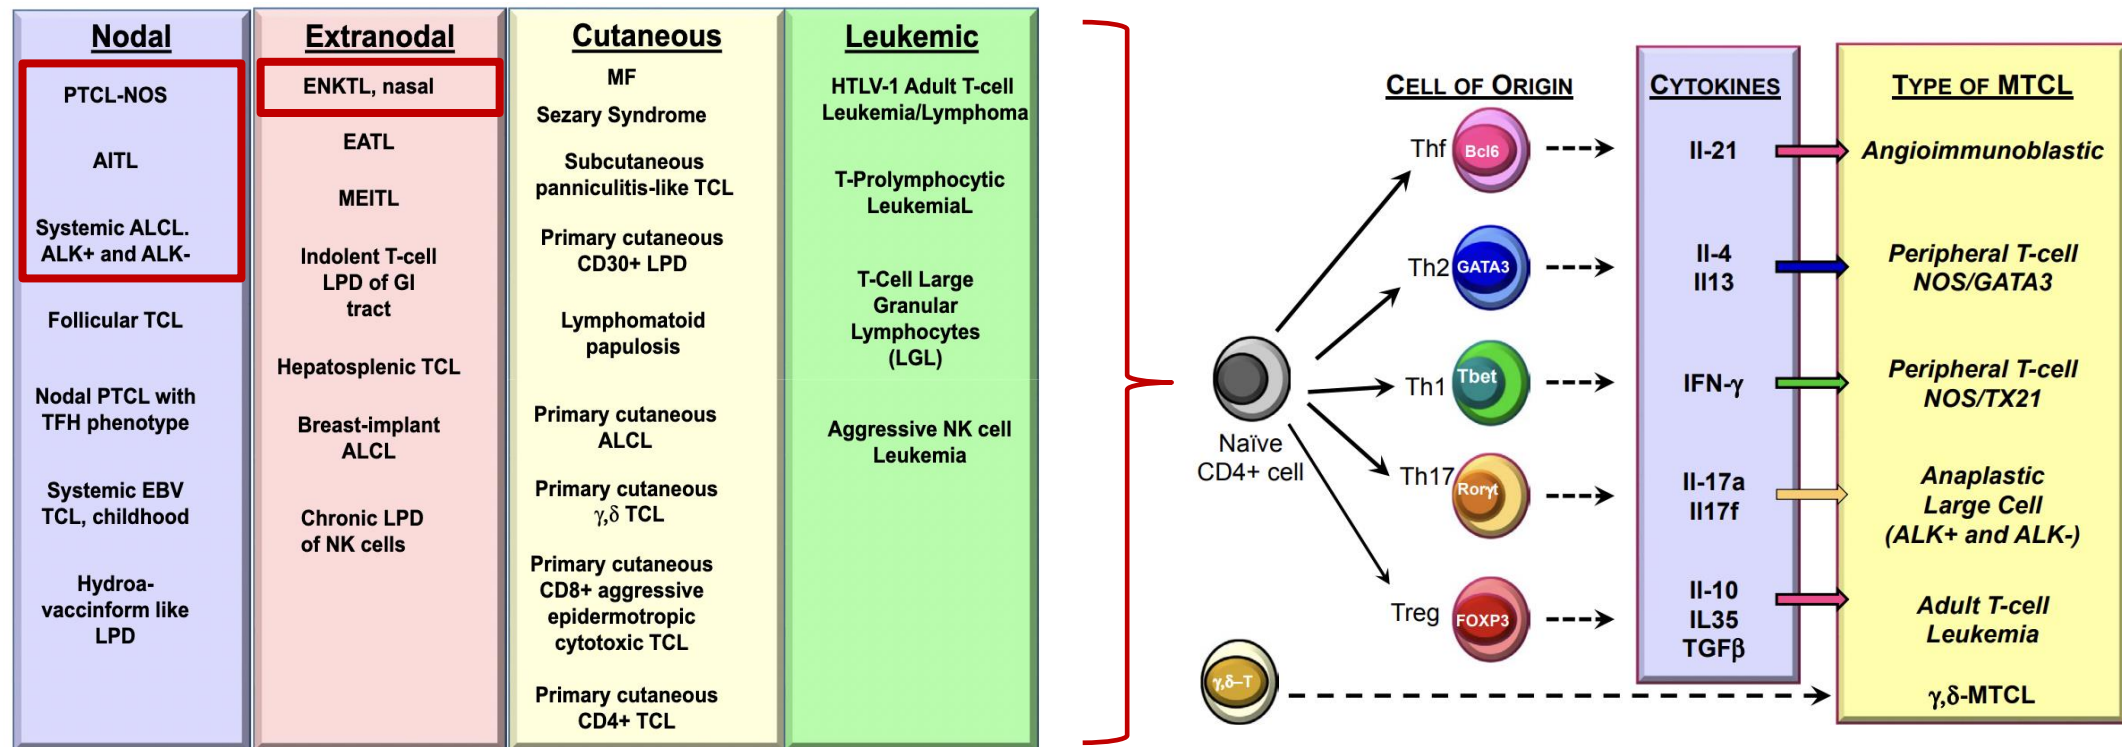 Nodal
PTCL-NOS
AITL
Systemic ALCL.
ALK+ and ALK-
Follicular TCL
Nodal PTCL with
TFH phenotype
Systemic EBV
TCL, childhood
Hydroa-
vaccinform like
LPD
Extranodal
ENKTL, nasal
EATL
MEITL
Indolent T-cell
LPD of GI
tract
Hepatosplenic TCL
Breast-implant
ALCL
Chronic LPD
of NK cells
Cutaneous
MF
Sezary Syndrome
Subcutaneous
panniculitis-like TCL
Primary cutaneous
CD30+ LPD
Lymphomatoid
papulosis
Primary cutaneous
ALCL
Primary cutaneous
γ,δ TCL
Primary cutaneous
CD8+ aggressive
epidermotropic
cytotoxic TCL
Primary cutaneous
CD4+ TCL
Leukemic
HTLV-1 Adult T-cell
Leukemia/Lymphoma
T-Prolymphocytic
LeukemiaL
T-Cell Large
Granular
Lymphocytes
(LGL)
Aggressive NK cell
Leukemia
Naïve
CD4+ cell
γ,δ–T
CELL OF ORIGIN
Thf
Bcl6
Th2
GATA3
Th1
Tbet
Th17
Rorγt
Treg
FOXP3
CYTOKINES
Il-21
Il-4
Il13
IFN-γ
Il-17a
Il17f
Il-10
IL35
TGFβ
TYPE OF MTCL
Angioimmunoblastic
Peripheral T-cell
NOS/GATA3
Peripheral T-cell
NOS/TX21
Anaplastic
Large Cell
(ALK+ and ALK-)
Adult T-cell
Leukemia
γ,δ-MTCL